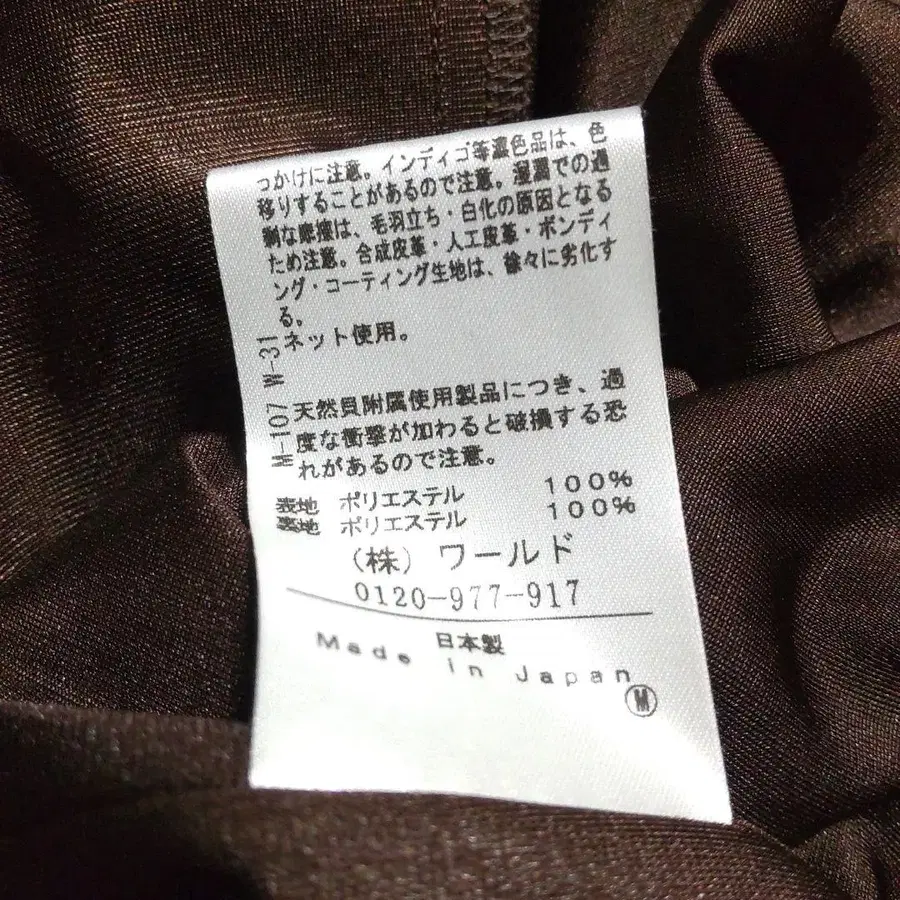 っかけに注意。インディゴ等濃色品は、色
移りすることがあるので注意。湿潤での過
剰な摩擦は、毛羽立ち・白化の原因となる
ため注意。合成皮革・人工皮革・ボンディ
ング・コーティング生地は、徐々に劣化す
る。
ネット使用。
M-107 W-31
天然貝附属使用製品につき、過
度な衝撃が加わると破損する恐
れがあるので注意。
表地 ポリエステル 100%
裏地 ポリエステル 100%
(株) ワールド
0120-977-917
日本製
Made in Japan
M